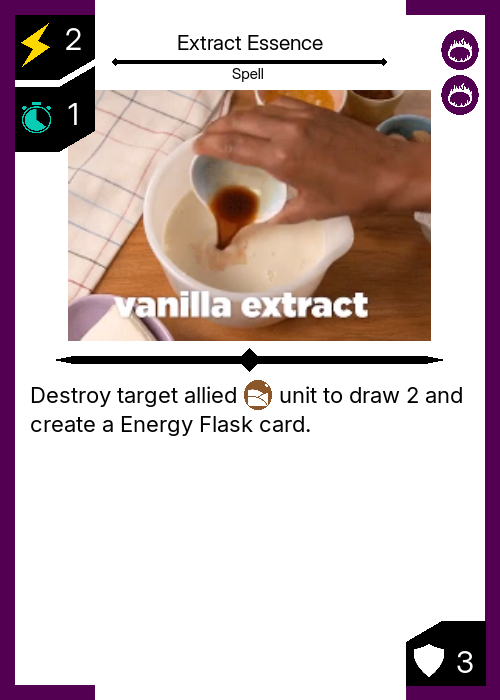 2
Extract Essence
Spell
1
vanilla extract
Destroy target allied unit to draw 2 and
create a Energy Flask card.
3